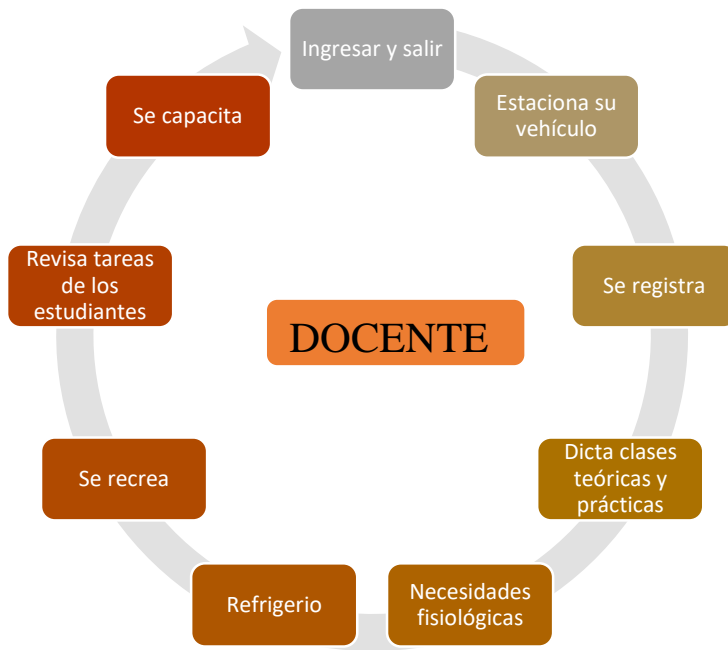 Ingresar y salir
Estaciona su
vehículo
Se registra
Dicta clases
teóricas y
prácticas
Necesidades
fisiológicas
Refrigerio
Se recrea
Revisa tareas
de los
estudiantes
Se capacita
DOCENTE